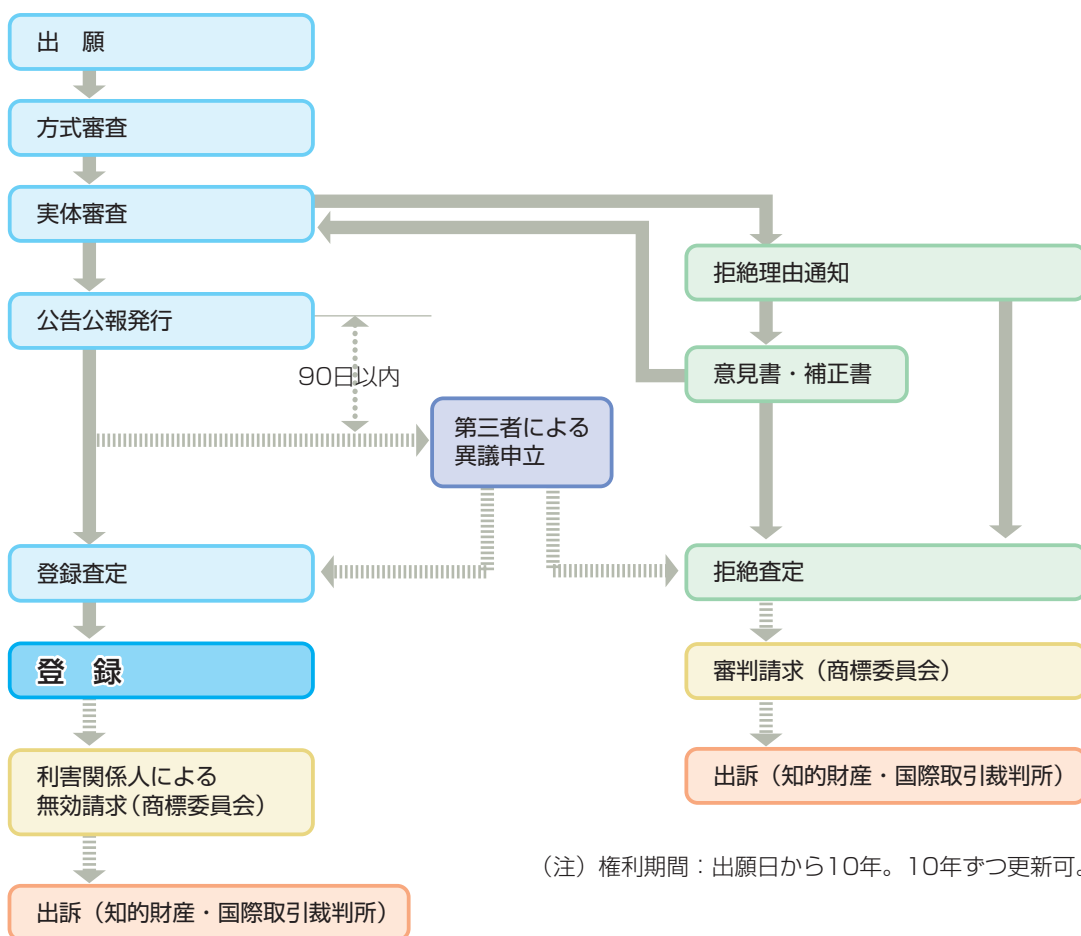 出　願
方式審査
実体審査
公告公報発行
90日以内
第三者による
異議申立
登録査定
登　録
利害関係人による
無効請求（商標委員会）
出訴（知的財産・国際取引裁判所）
拒絶理由通知
意見書・補正書
拒絶査定
審判請求（商標委員会）
出訴（知的財産・国際取引裁判所）
（注）権利期間：出願日から10年。10年ずつ更新可。